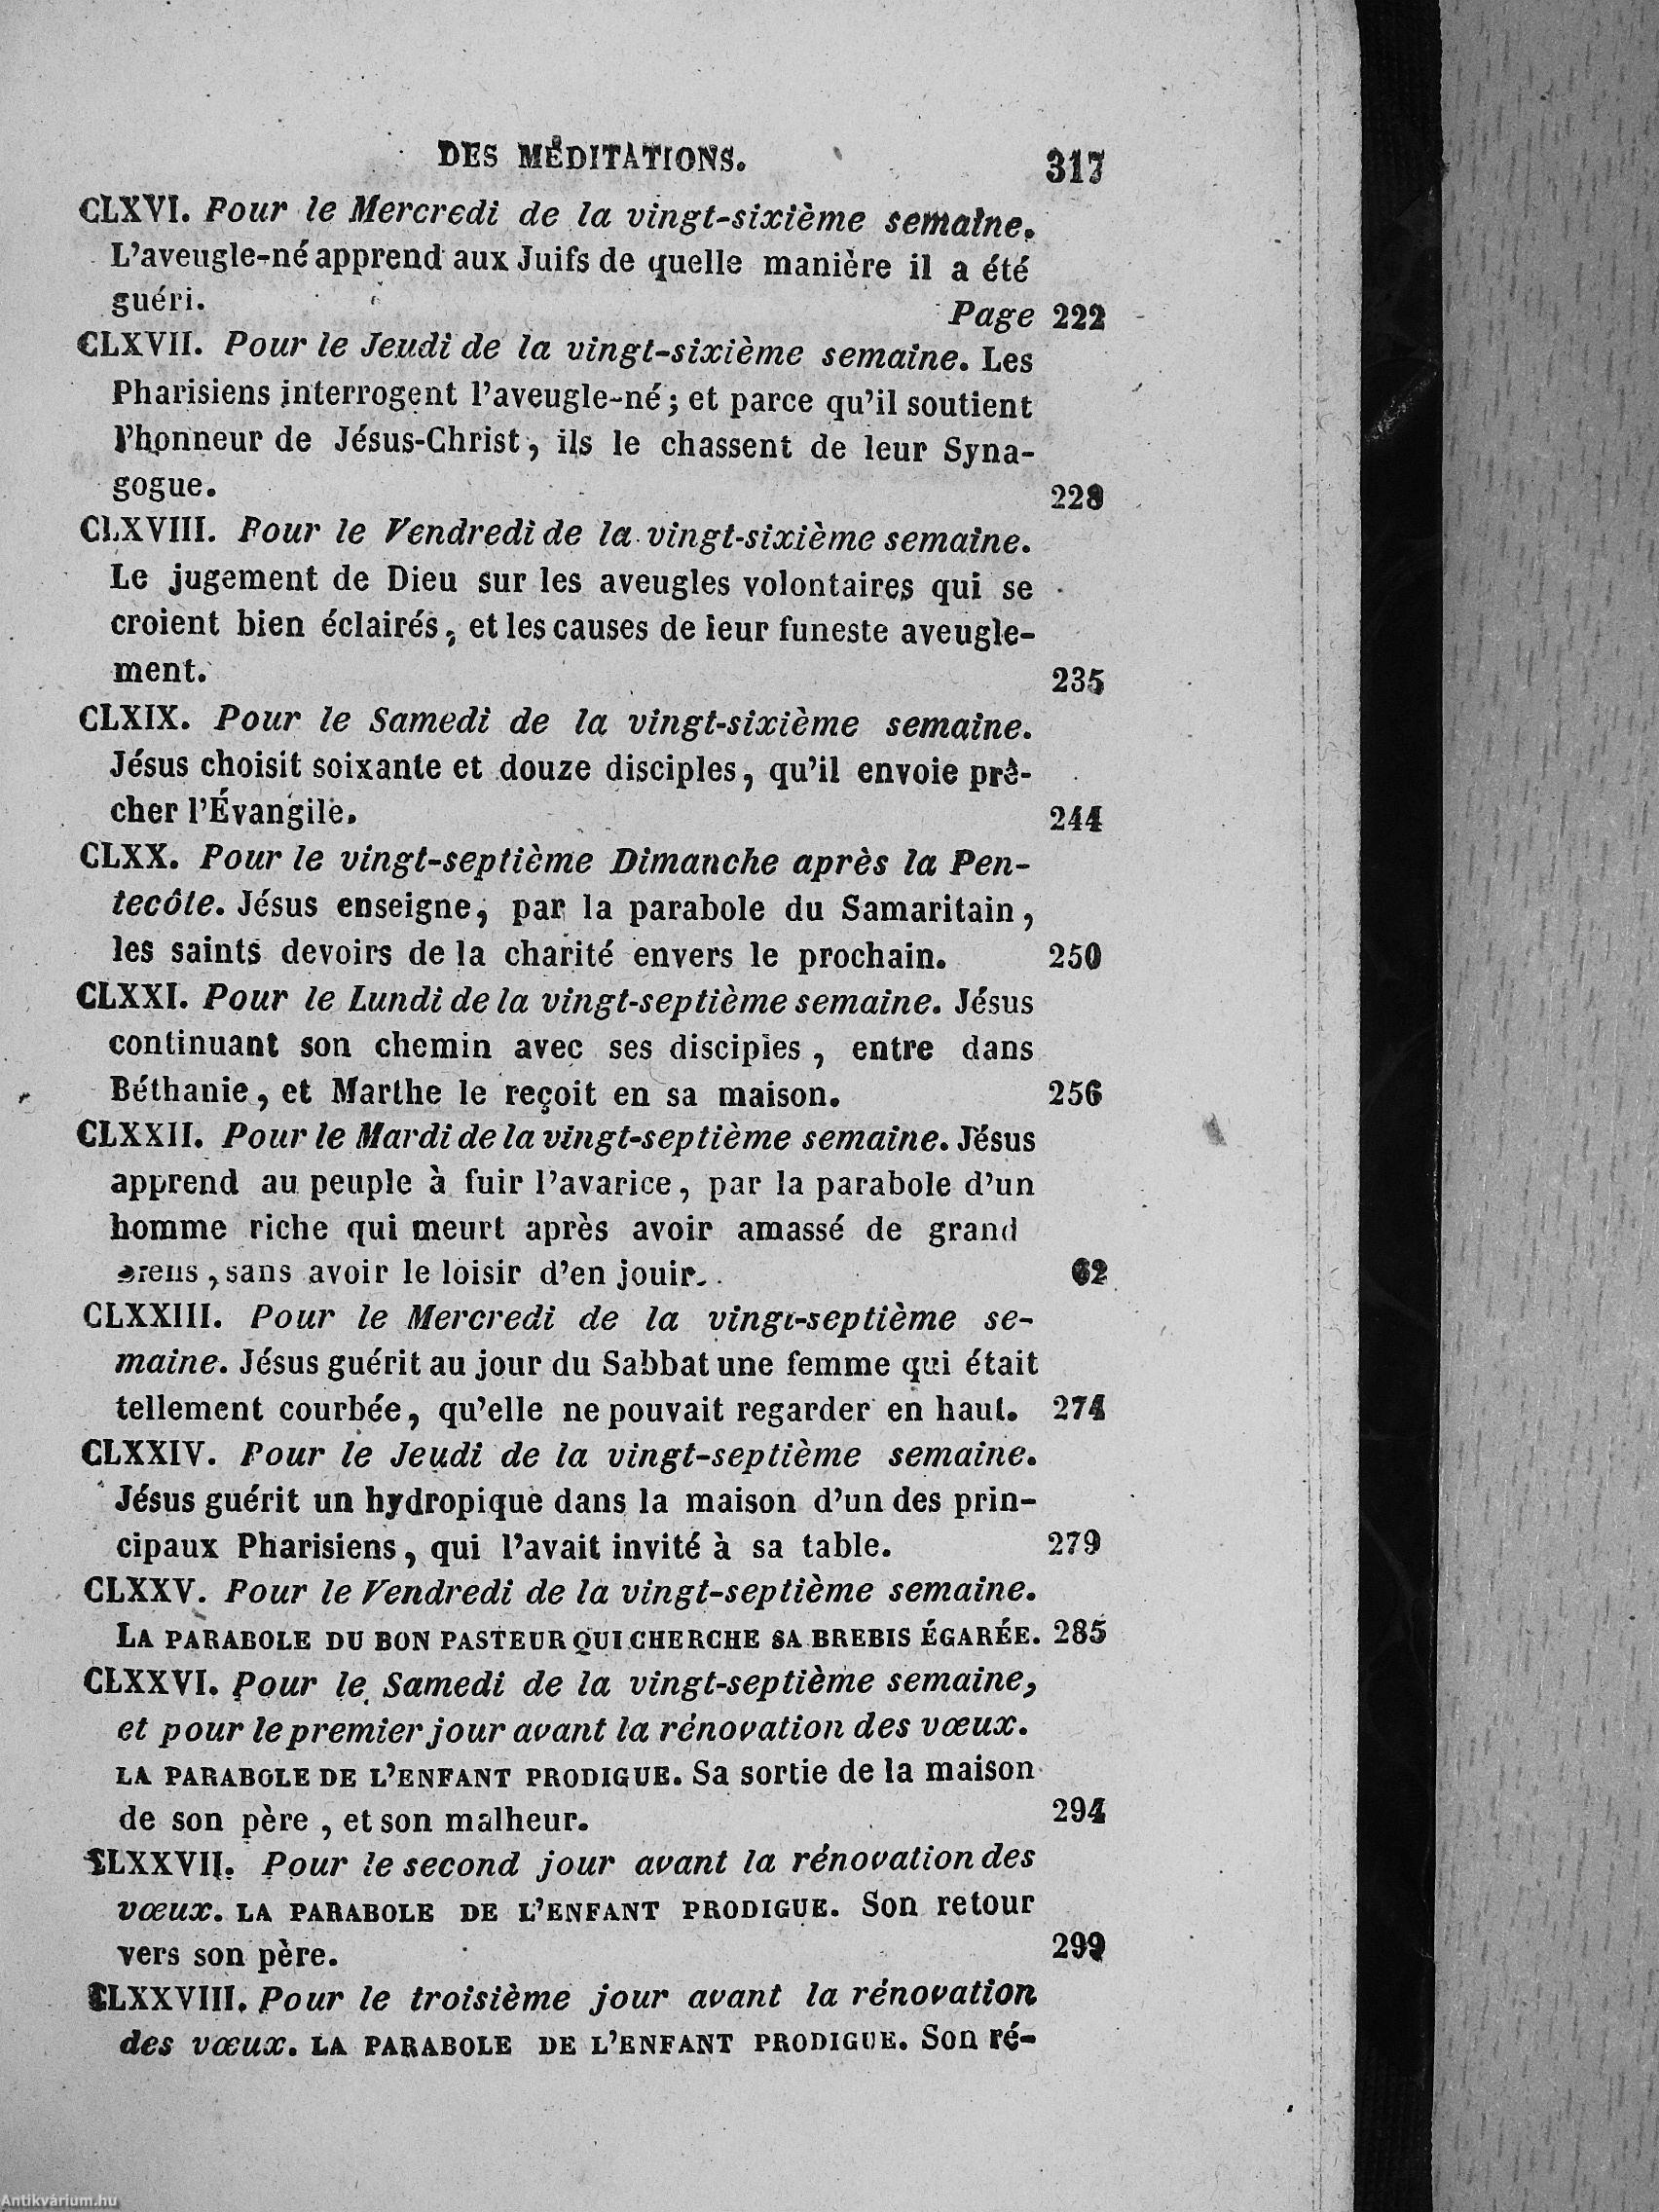 DES MÉDITATIONS. 317
CLXVI. Pour le Mercredi de la vingt-sixième semaine.
L'aveugle-né apprend aux Juifs de quelle manière il a été
guéri. Page 222
CLXVII. Pour le Jeudi de la vingt-sixième semaine. Les
Pharisiens interrogent l'aveugle-né; et parce qu'il soutient
l'honneur de Jésus-Christ, ils le chassent de leur Syna-
gogue. 228
CLXVIII. Pour le Vendredi de la vingt-sixième semaine.
Le jugement de Dieu sur les aveugles volontaires qui se
croient bien éclairés, et les causes de leur funeste aveugle-
ment. 235
CLXIX. Pour le Samedi de la vingt-sixième semaine.
Jésus choisit soixante et douze disciples, qu'il envoie prê-
cher l'Évangile. 244
CLXX. Pour le vingt-septième Dimanche après la Pen-
tecôte. Jésus enseigne, par la parabole du Samaritain,
les saints devoirs de la charité envers le prochain. 250
CLXXI. Pour le Lundi de la vingt-septième semaine. Jésus
continuant son chemin avec ses disciples, entre dans
Béthanie, et Marthe le reçoit en sa maison. 256
CLXXII. Pour le Mardi de la vingt-septième semaine. Jésus
apprend au peuple à fuir l'avarice, par la parabole d'un
homme riche qui meurt après avoir amassé de grand
, sans avoir le loisir d'en jouir. 62
CLXXIII. Pour le Mercredi de la vingt-septième se-
maine. Jésus guérit au jour du Sabbat une femme qui était
tellement courbée, qu'elle ne pouvait regarder en haut. 274
CLXXIV. Pour le Jeudi de la vingt-septième semaine.
Jésus guérit un hydropique dans la maison d'un des prin-
cipaux Pharisiens, qui l'avait invité à sa table. 279
CLXXV. Pour le Vendredi de la vingt-septième semaine.
LA PARABOLE DU BON PASTEUR QUI CHERCHE SA BREBIS ÉGARÉE. 285
CLXXVI. Pour le Samedi de la vingt-septième semaine,
et pour le premier jour avant la rénovation des vœux.
LA PARABOLE DE L'ENFANT PRODIGUE. Sa sortie de la maison
de son père, et son malheur. 294
CLXXVII. Pour le second jour avant la rénovation des
vœux. LA PARABOLE DE L'ENFANT PRODIGUE. Son retour
vers son père. 299
CLXXVIII. Pour le troisième jour avant la rénovation
des vœux. LA PARABOLE DE L'ENFANT PRODIGUE. Son ré-
Antikvárium.hu